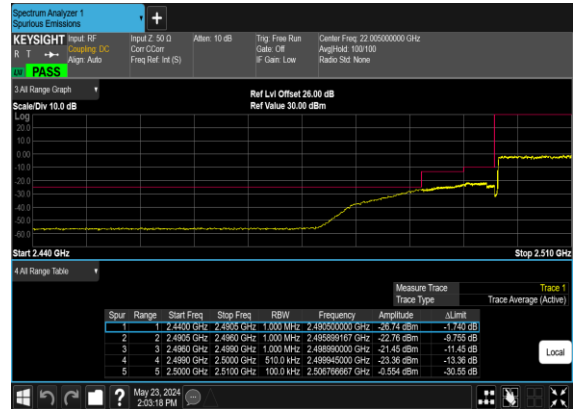 Spectrum Analyzer 1
Spurious Emissions
+
KEYSIGHT Input: RF Input Z: 50 Ω Atten: 10 dB Trig: Free Run Center Freq: 22.005000000 GHz
R T Coupling: DC Corr CCorr Gate: Off Avg|Hold: 100/100
Align: Auto Freq Ref: Int (S) IF Gain: Low Radio Std: None
PASS
3 All Range Graph
Ref Lvl Offset 26.00 dB
Scale/Div 10.0 dB Ref Value 30.00 dBm
Log
20.0
10.0
0.00
-10.0
-20.0
-30.0
-40.0
-50.0
-60.0
Start 2.440 GHz Stop 2.510 GHz
4 All Range Table
Measure Trace Trace 1
Trace Type Trace Average (Active)
Spur Range Start Freq Stop Freq RBW Frequency Amplitude ΔLimit
1 1 2.4400 GHz 2.4905 GHz 1.000 MHz 2.490500000 GHz -26.74 dBm -1.740 dB
2 2 2.4905 GHz 2.4960 GHz 1.000 MHz 2.495899167 GHz -22.76 dBm -9.755 dB
3 3 2.4960 GHz 2.4990 GHz 1.000 MHz 2.498990000 GHz -21.45 dBm -11.45 dB
4 4 2.4990 GHz 2.5000 GHz 510.0 kHz 2.499945000 GHz -23.36 dBm -13.36 dB
5 5 2.5000 GHz 2.5100 GHz 100.0 kHz 2.506766667 GHz -0.554 dBm -30.55 dB
Local
?
May 23, 2024
2:03:18 PM